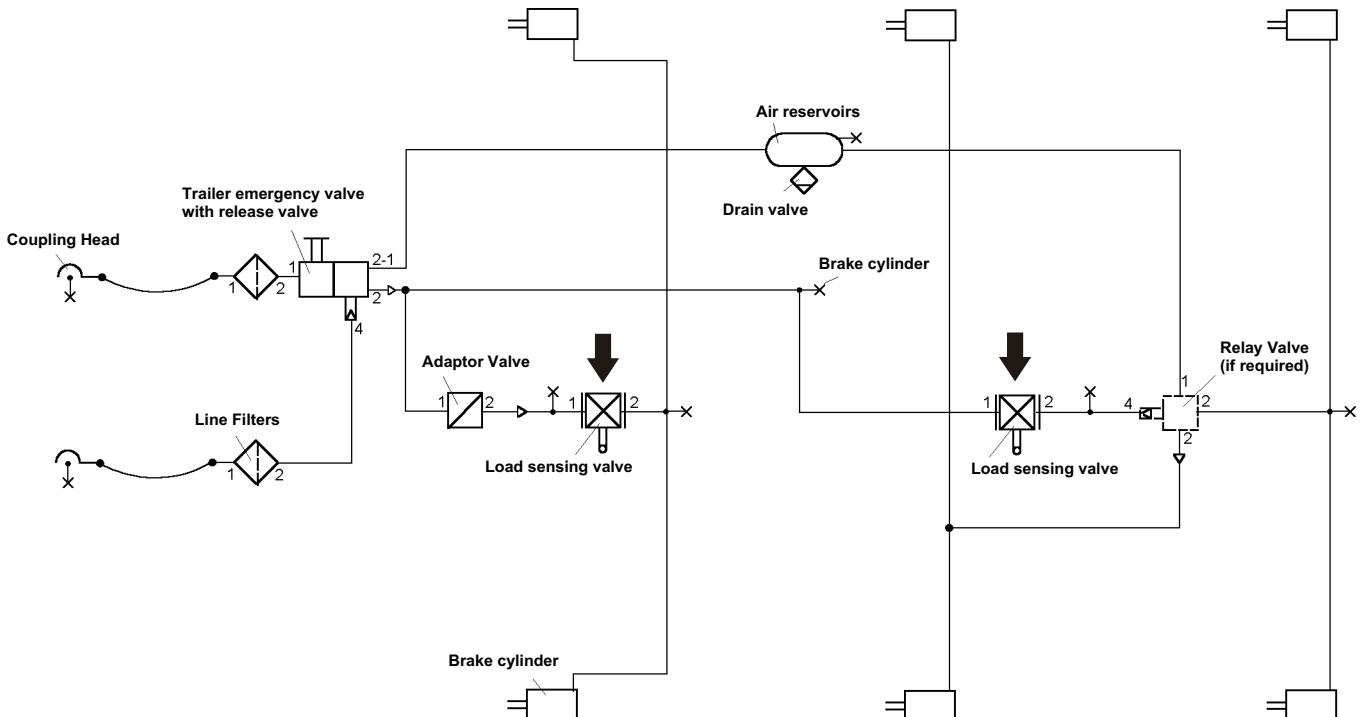 Air reservoirs
Drain valve
Trailer emergency valve
with release valve
Coupling Head
1
2
1
2-1
2
4
Brake cylinder
Adaptor Valve
1
2
1
2
Load sensing valve
Line Filters
1
2
1
2
Load sensing valve
Relay Valve
(if required)
1
4
2
2
Brake cylinder